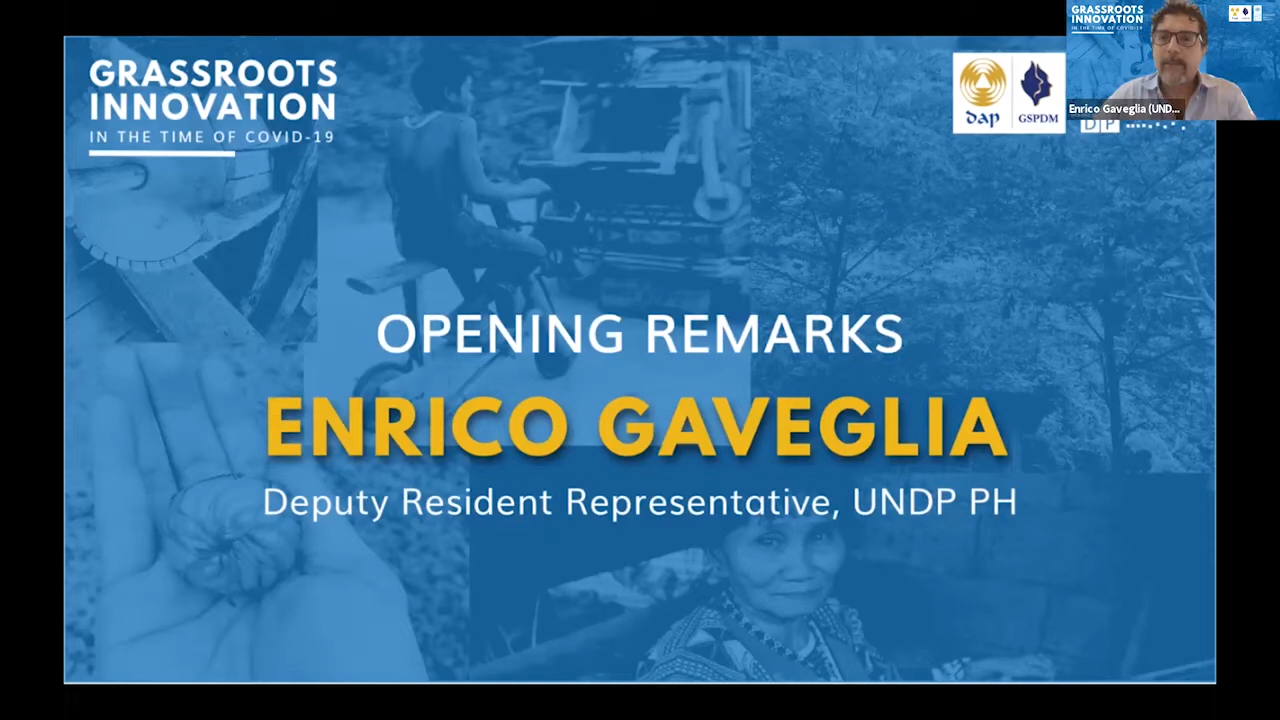 GRASSROOTS
INNOVATION
IN THE TIME OF COVID-19
dap
GSPDM
DP
GRASSROOTS
INNOVATION
IN THE TIME OF COVID-19
Enrico Gaveglia (UND...
OPENING REMARKS
ENRICO GAVEGLIA
Deputy Resident Representative, UNDP PH